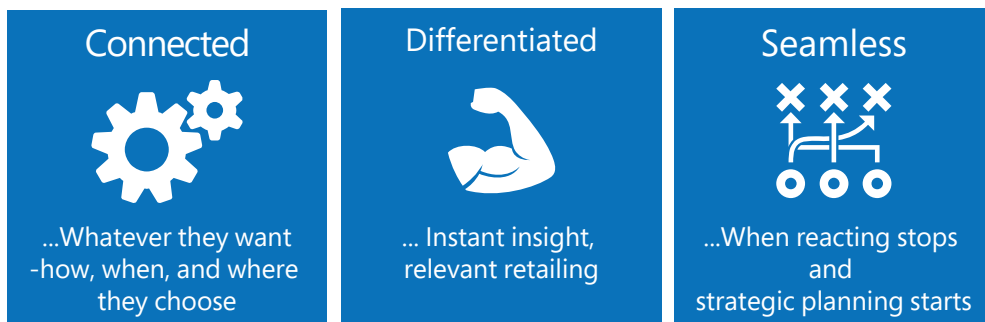 Connected
...Whatever they want
-how, when, and where
they choose
Differentiated
... Instant insight,
relevant retailing
Seamless
...When reacting stops
and
strategic planning starts